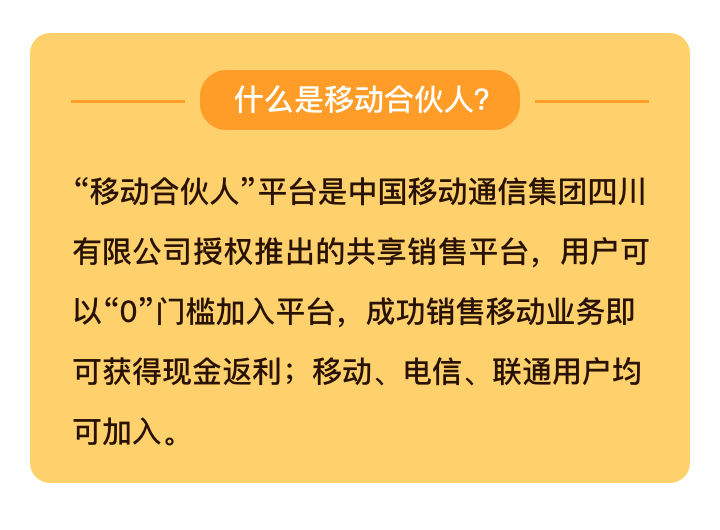 什么是移动合伙人?
“移动合伙人”平台是中国移动通信集团四川
有限公司授权推出的共享销售平台，用户可
以“0”门槛加入平台，成功销售移动业务即
可获得现金返利；移动、电信、联通用户均
可加入。